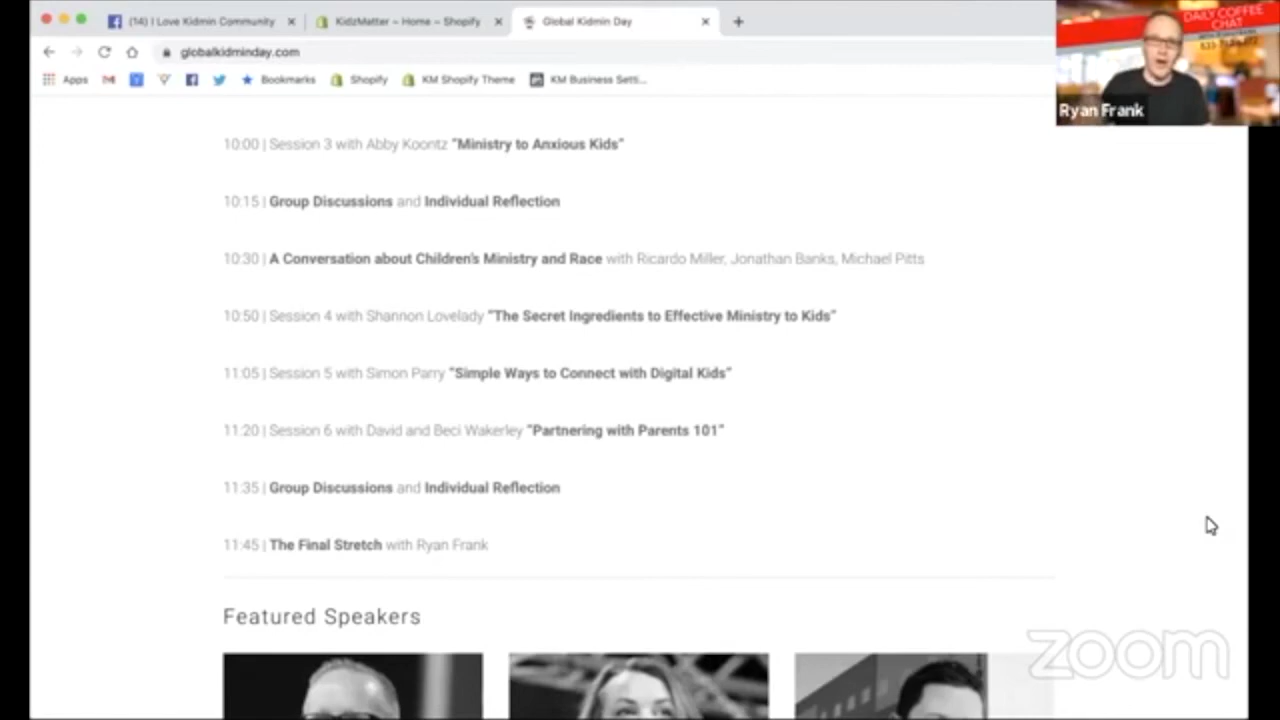 (14) I Love Kidmin Community
KidzMatter ~ Home ~ Shopify
Global Kidmin Day
globalkidminday.com
Apps
Bookmarks
Shopify
KM Shopify Theme
KM Business Setti...
DAILY COFFEE
CHAT
Ryan Frank
10:00 | Session 3 with Abby Koontz “Ministry to Anxious Kids”
10:15 | Group Discussions and Individual Reflection
10:30 | A Conversation about Children's Ministry and Race with Ricardo Miller, Jonathan Banks, Michael Pitts
10:50 | Session 4 with Shannon Lovelady “The Secret Ingredients to Effective Ministry to Kids”
11:05 | Session 5 with Simon Parry “Simple Ways to Connect with Digital Kids”
11:20 | Session 6 with David and Beci Wakerley “Partnering with Parents 101”
11:35 | Group Discussions and Individual Reflection
11:45 | The Final Stretch with Ryan Frank
Featured Speakers
zoom